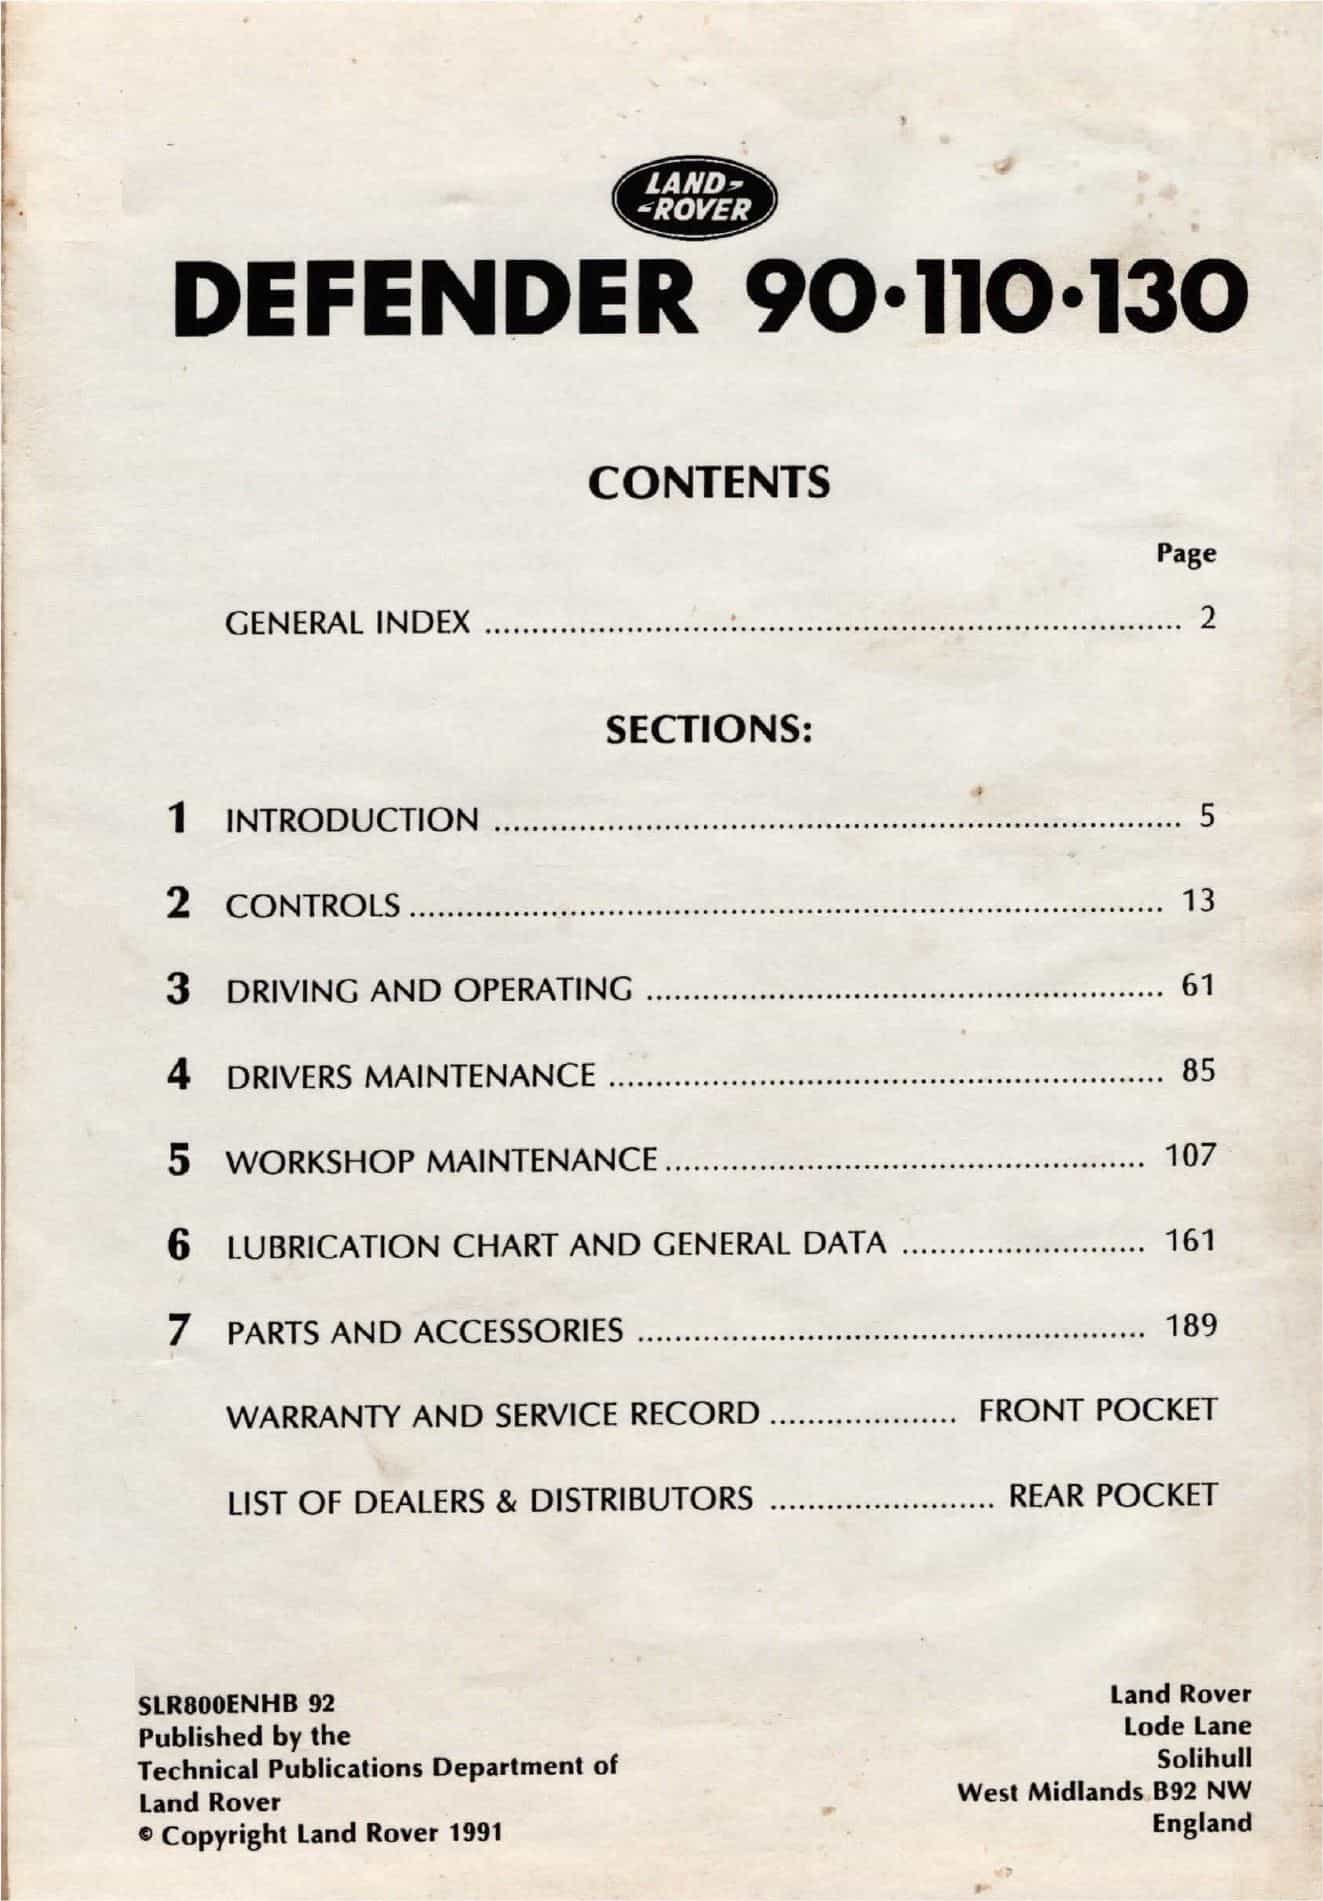 LAND-
-ROVER
DEFENDER 90·110·130
CONTENTS
Page
GENERAL INDEX ........................................................................... 2
SECTIONS:
1 INTRODUCTION .......................................................................... 5
2 CONTROLS ................................................................................ 13
3 DRIVING AND OPERATING ....................................................... 61
4 DRIVERS MAINTENANCE ........................................................... 85
5 WORKSHOP MAINTENANCE ................................................... 107
6 LUBRICATION CHART AND GENERAL DATA .......................... 161
7 PARTS AND ACCESSORIES ...................................................... 189
WARRANTY AND SERVICE RECORD .................... FRONT POCKET
LIST OF DEALERS & DISTRIBUTORS ........................ REAR POCKET
SLR800ENHB 92
Published by the
Technical Publications Department of
Land Rover
© Copyright Land Rover 1991
Land Rover
Lode Lane
Solihull
West Midlands B92 NW
England